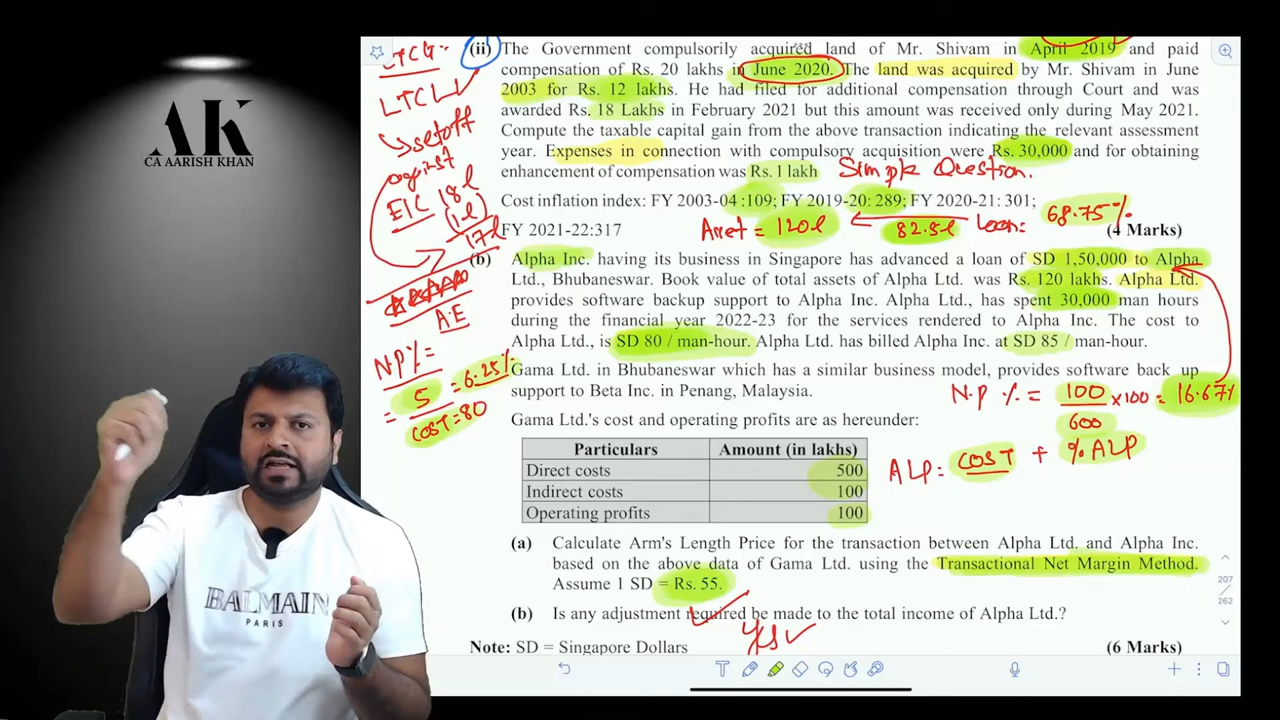 AK
CA AARISH KHAN
BALMAIN
PARIS
LTCG
LTCL
setoff
against
EIC 18 l
(1 l)
17 l
A.E
NP % =
= 5 = 6.25 %
COST = 80
(ii) The Government compulsorily acquired land of Mr. Shivam in April 2019 and paid
compensation of Rs. 20 lakhs in June 2020. The land was acquired by Mr. Shivam in June
2003 for Rs. 12 lakhs. He had filed for additional compensation through Court and was
awarded Rs. 18 Lakhs in February 2021 but this amount was received only during May 2021.
Compute the taxable capital gain from the above transaction indicating the relevant assessment
year. Expenses in connection with compulsory acquisition were Rs. 30,000 and for obtaining
enhancement of compensation was Rs. 1 lakh
Simple Question.
Cost inflation index: FY 2003-04 :109; FY 2019-20: 289; FY 2020-21: 301;
FY 2021-22:317
Asset = 120 l 82.5 l Loan: 68.75%
(4 Marks)
(b) Alpha Inc. having its business in Singapore has advanced a loan of SD 1,50,000 to Alpha
Ltd., Bhubaneswar. Book value of total assets of Alpha Ltd. was Rs. 120 lakhs. Alpha Ltd.
provides software backup support to Alpha Inc. Alpha Ltd., has spent 30,000 man hours
during the financial year 2022-23 for the services rendered to Alpha Inc. The cost to
Alpha Ltd., is SD 80 / man-hour. Alpha Ltd. has billed Alpha Inc. at SD 85 / man-hour.
Gama Ltd. in Bhubaneswar which has a similar business model, provides software back up
support to Beta Inc. in Penang, Malaysia.
N.P % = 100 × 100 = 16.67%
600
Gama Ltd.'s cost and operating profits are as hereunder:
Particulars Amount (in lakhs)
Direct costs 500
Indirect costs 100
Operating profits 100
ALP = COST + % ALP
(a) Calculate Arm's Length Price for the transaction between Alpha Ltd. and Alpha Inc.
based on the above data of Gama Ltd. using the Transactional Net Margin Method.
Assume 1 SD = Rs. 55.
(b) Is any adjustment required be made to the total income of Alpha Ltd.?
Yes
Note: SD = Singapore Dollars (6 Marks)
207
262